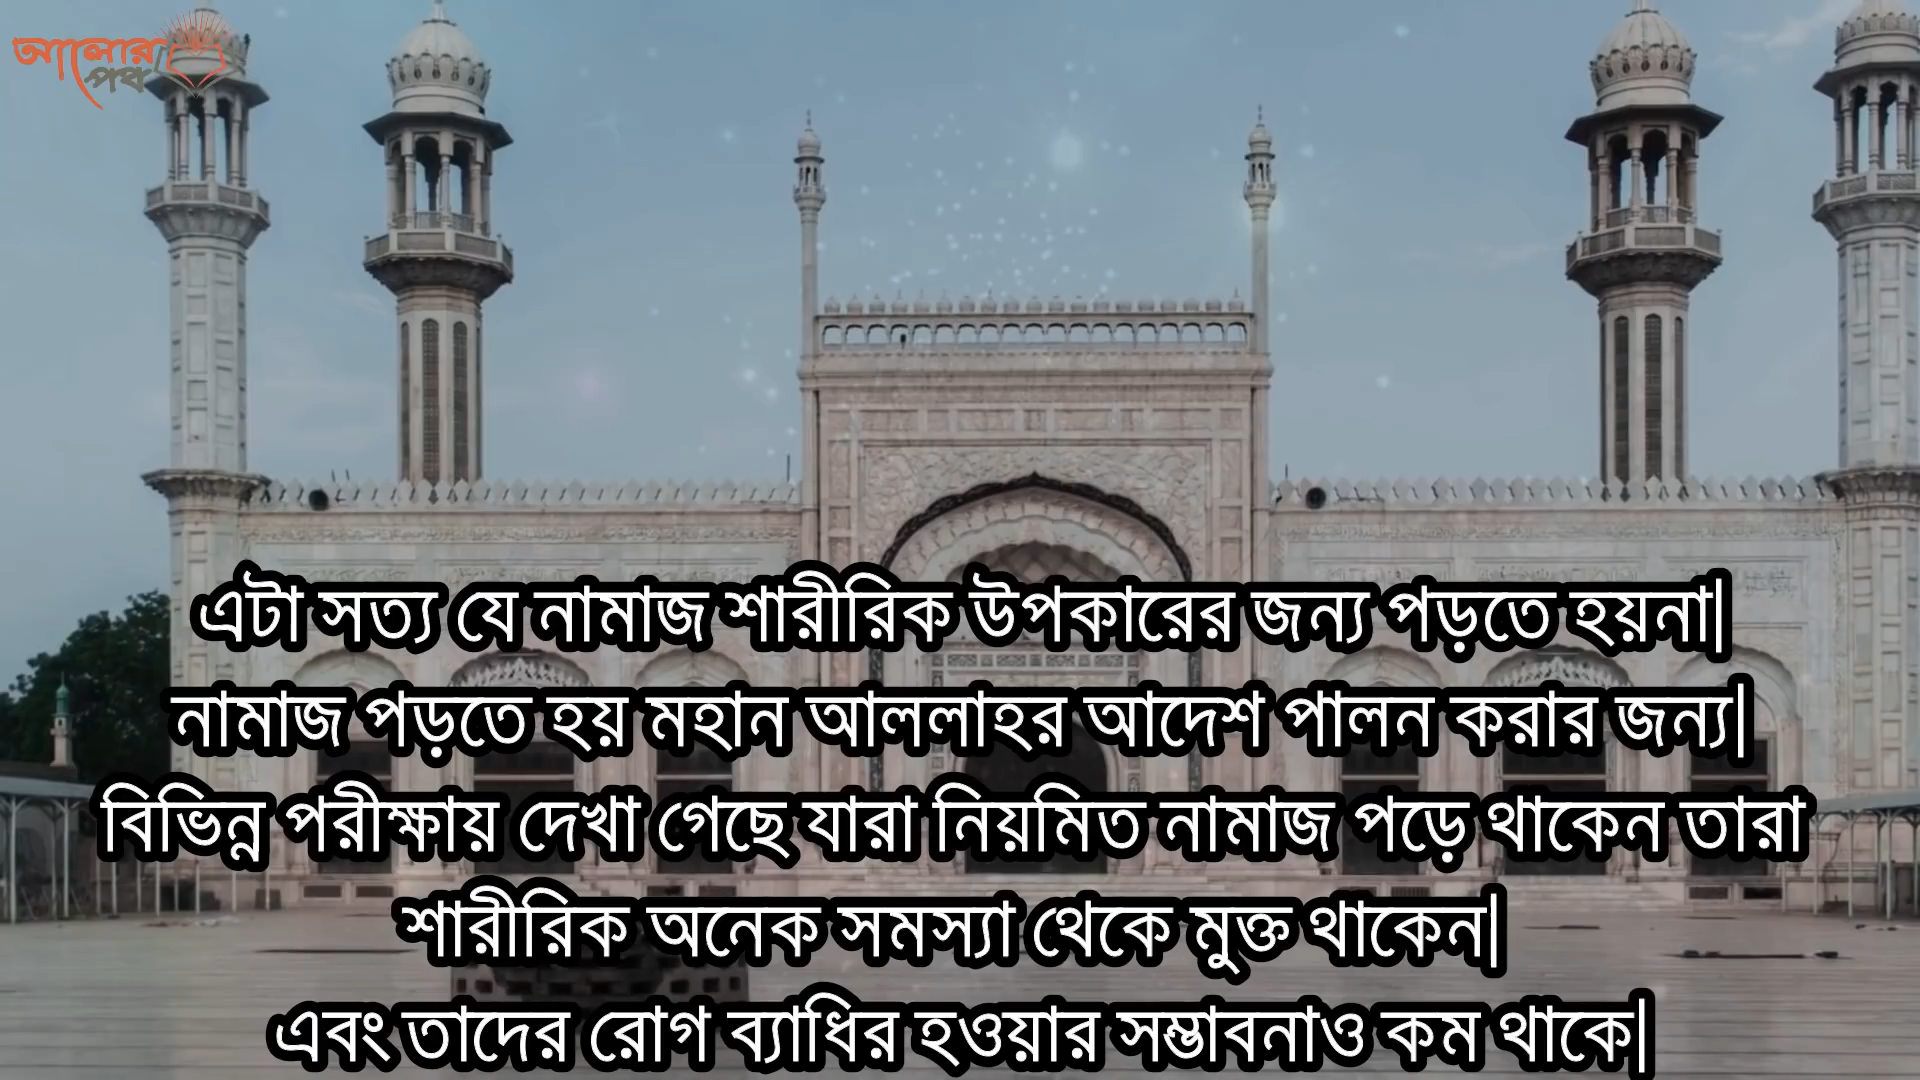 আলোর
পথ
এটা সত্য যে নামাজ শারীরিক উপকারের জন্য পড়তে হয়না|
নামাজ পড়তে হয় মহান আললাহর আদেশ পালন করার জন্য|
বিভিন্ন পরীক্ষায় দেখা গেছে যারা নিয়মিত নামাজ পড়ে থাকেন তারা
শারীরিক অনেক সমস্যা থেকে মুক্ত থাকেন|
এবং তাদের রোগ ব্যাধির হওয়ার সম্ভাবনাও কম থাকে|